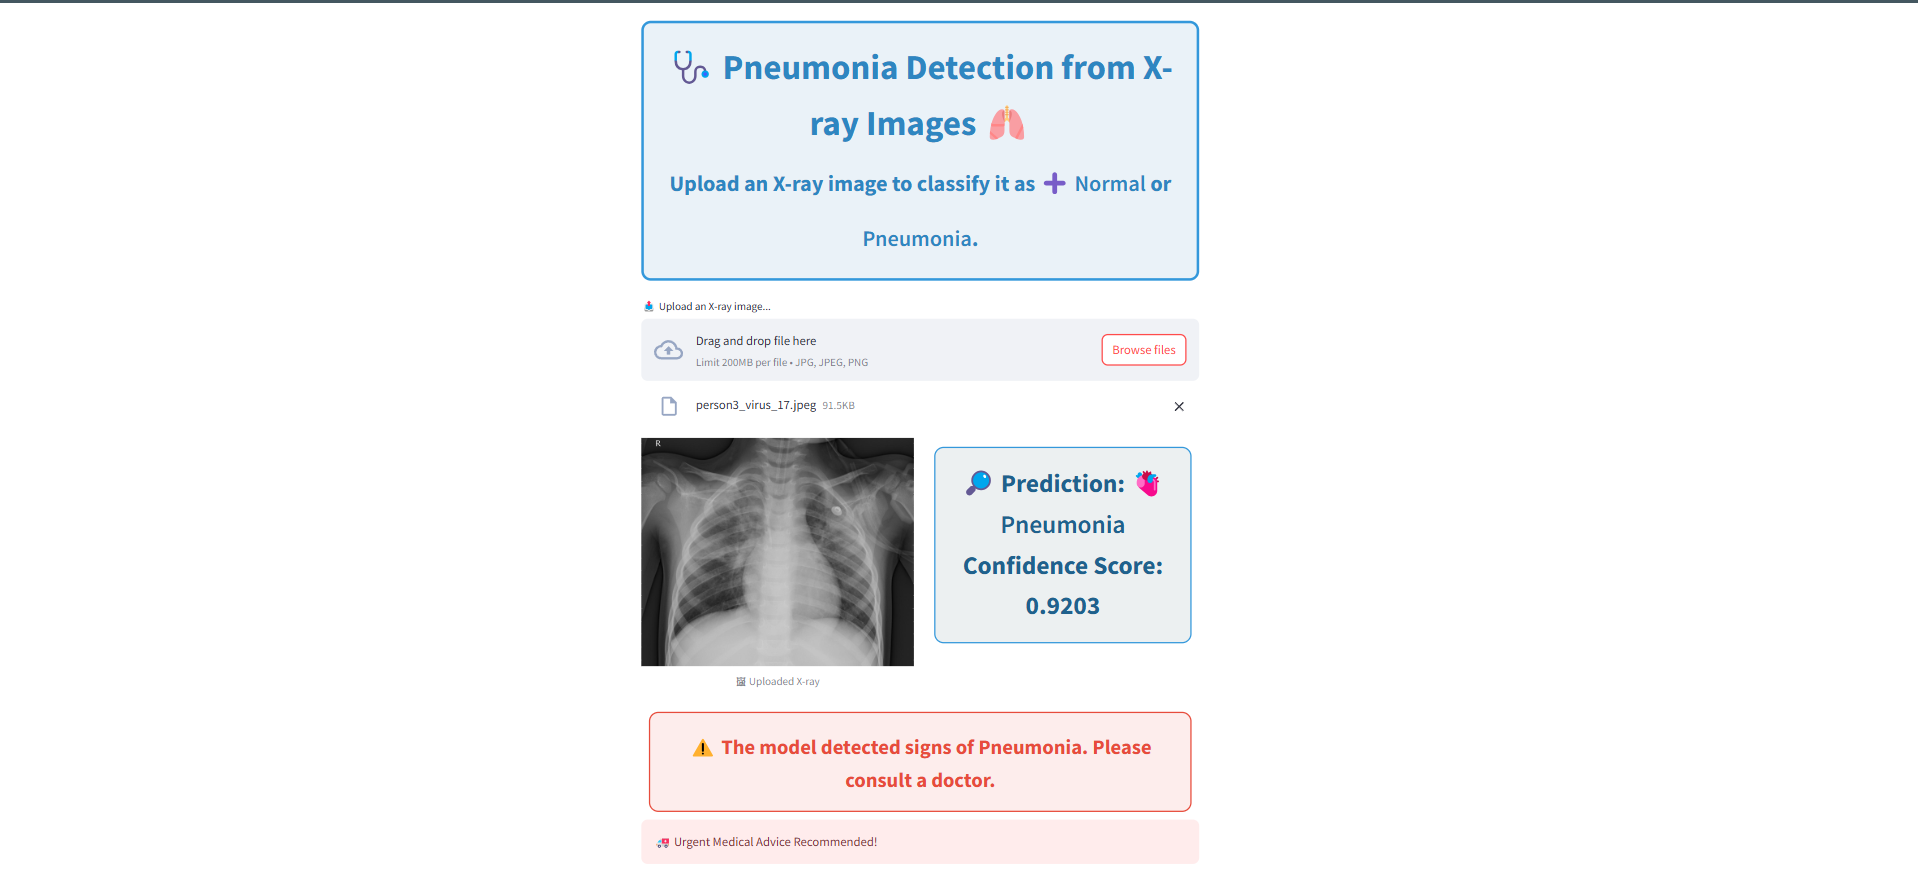 🩺 Pneumonia Detection from X-
ray Images 🫁
Upload an X-ray image to classify it as ➕ Normal or
Pneumonia.
📤 Upload an X-ray image...
Drag and drop file here
Limit 200MB per file • JPG, JPEG, PNG
Browse files
person3_virus_17.jpeg 91.5KB
R
🔎 Prediction: 🫀
Pneumonia
Confidence Score:
0.9203
🖼 Uploaded X-ray
⚠️ The model detected signs of Pneumonia. Please
consult a doctor.
🚑 Urgent Medical Advice Recommended!